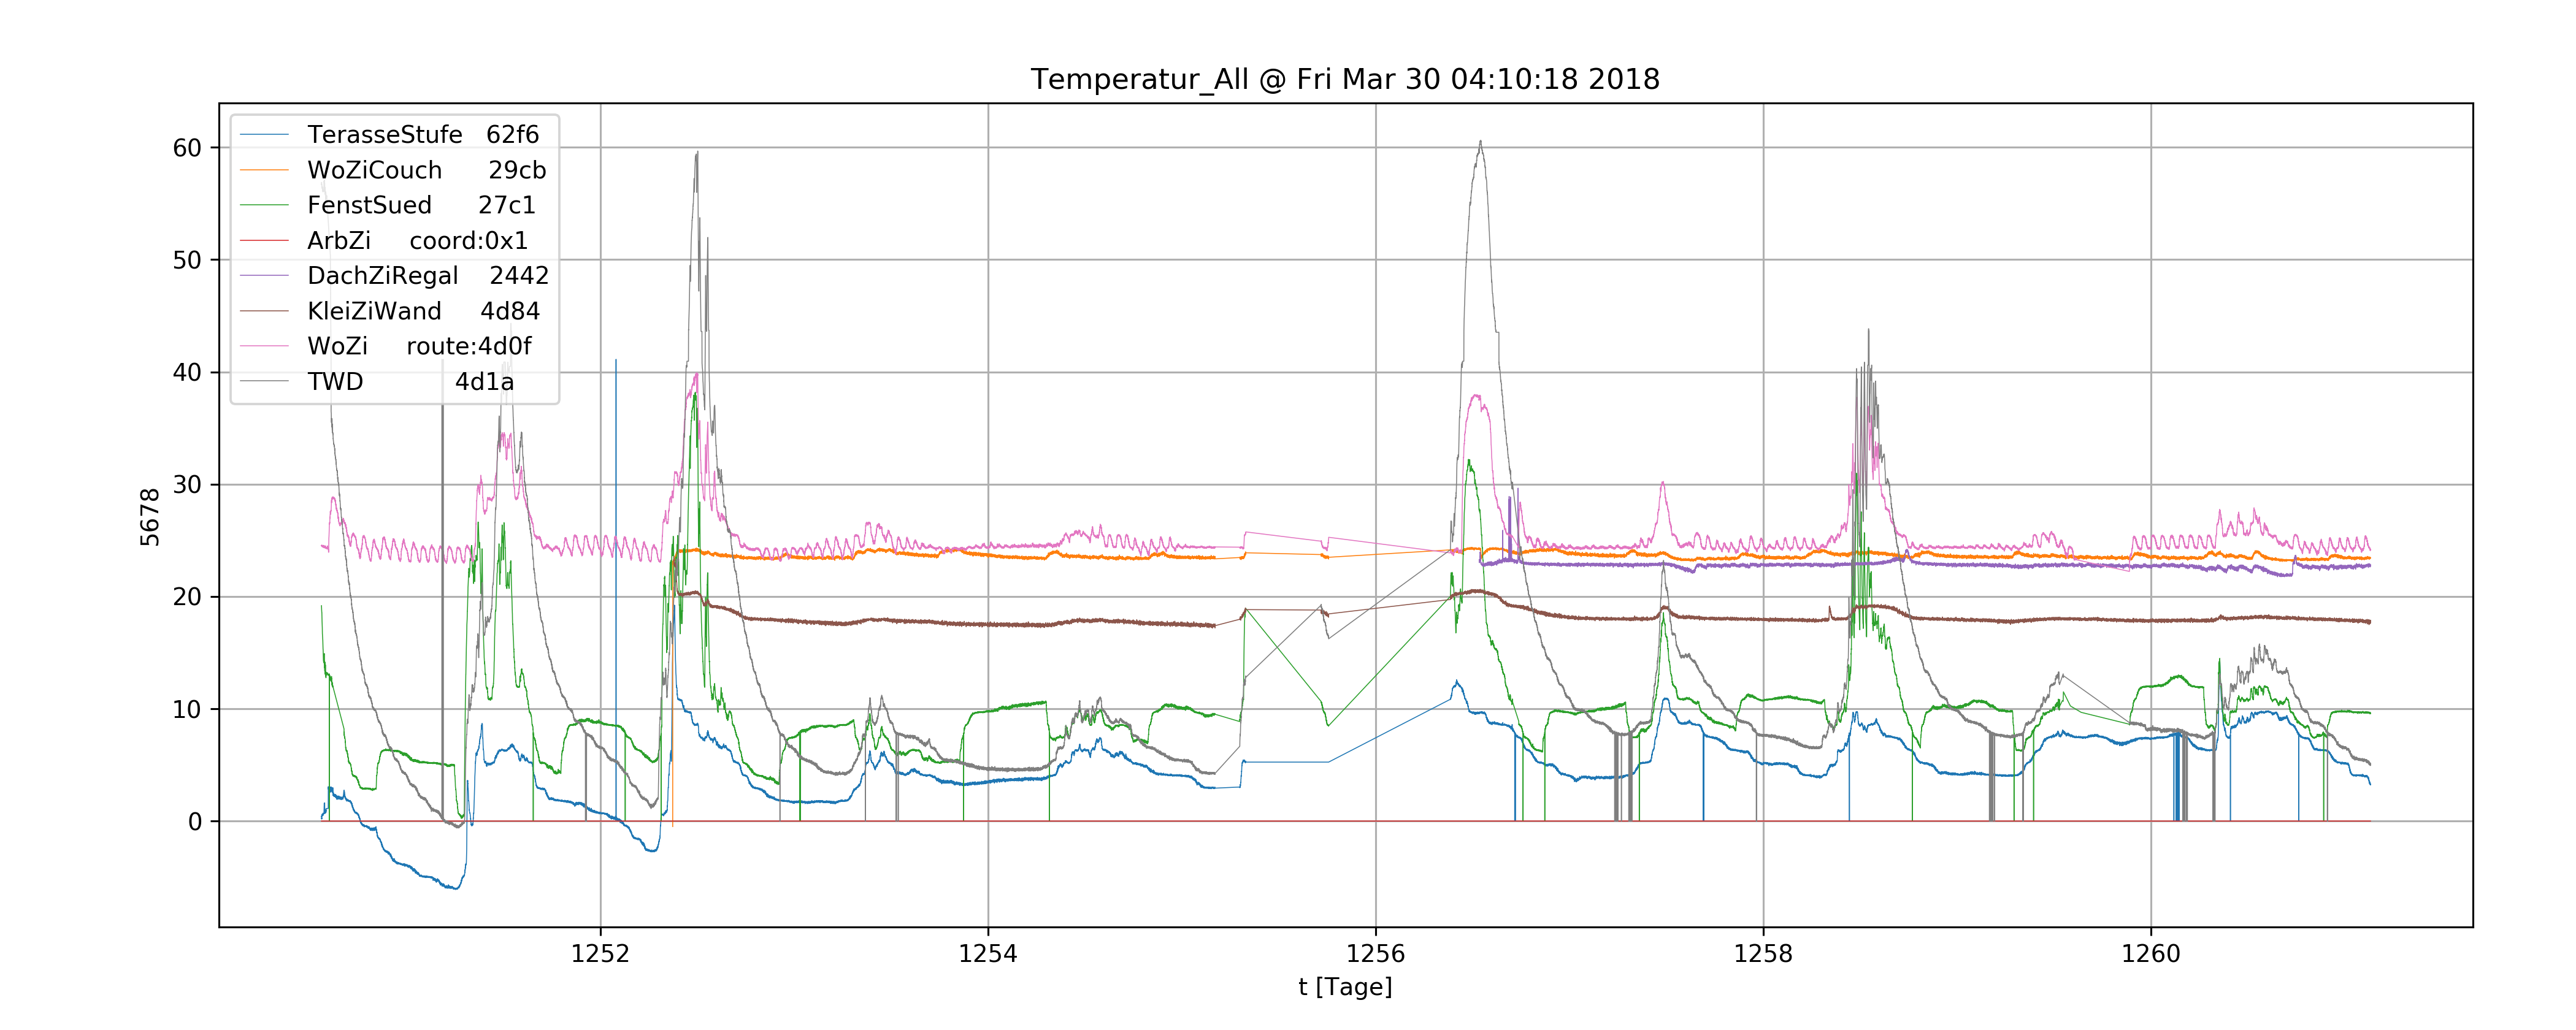 Temperatur_All @ Fri Mar 30 04:10:18 2018
TerasseStufe 62f6
WoZiCouch 29cb
FenstSued 27c1
ArbZi coord:0x1
DachZiRegal 2442
KleiZiWand 4d84
WoZi route:4d0f
TWD 4d1a
60
50
40
30
20
10
0
5678
1252 1254 1256 1258 1260
t [Tage]